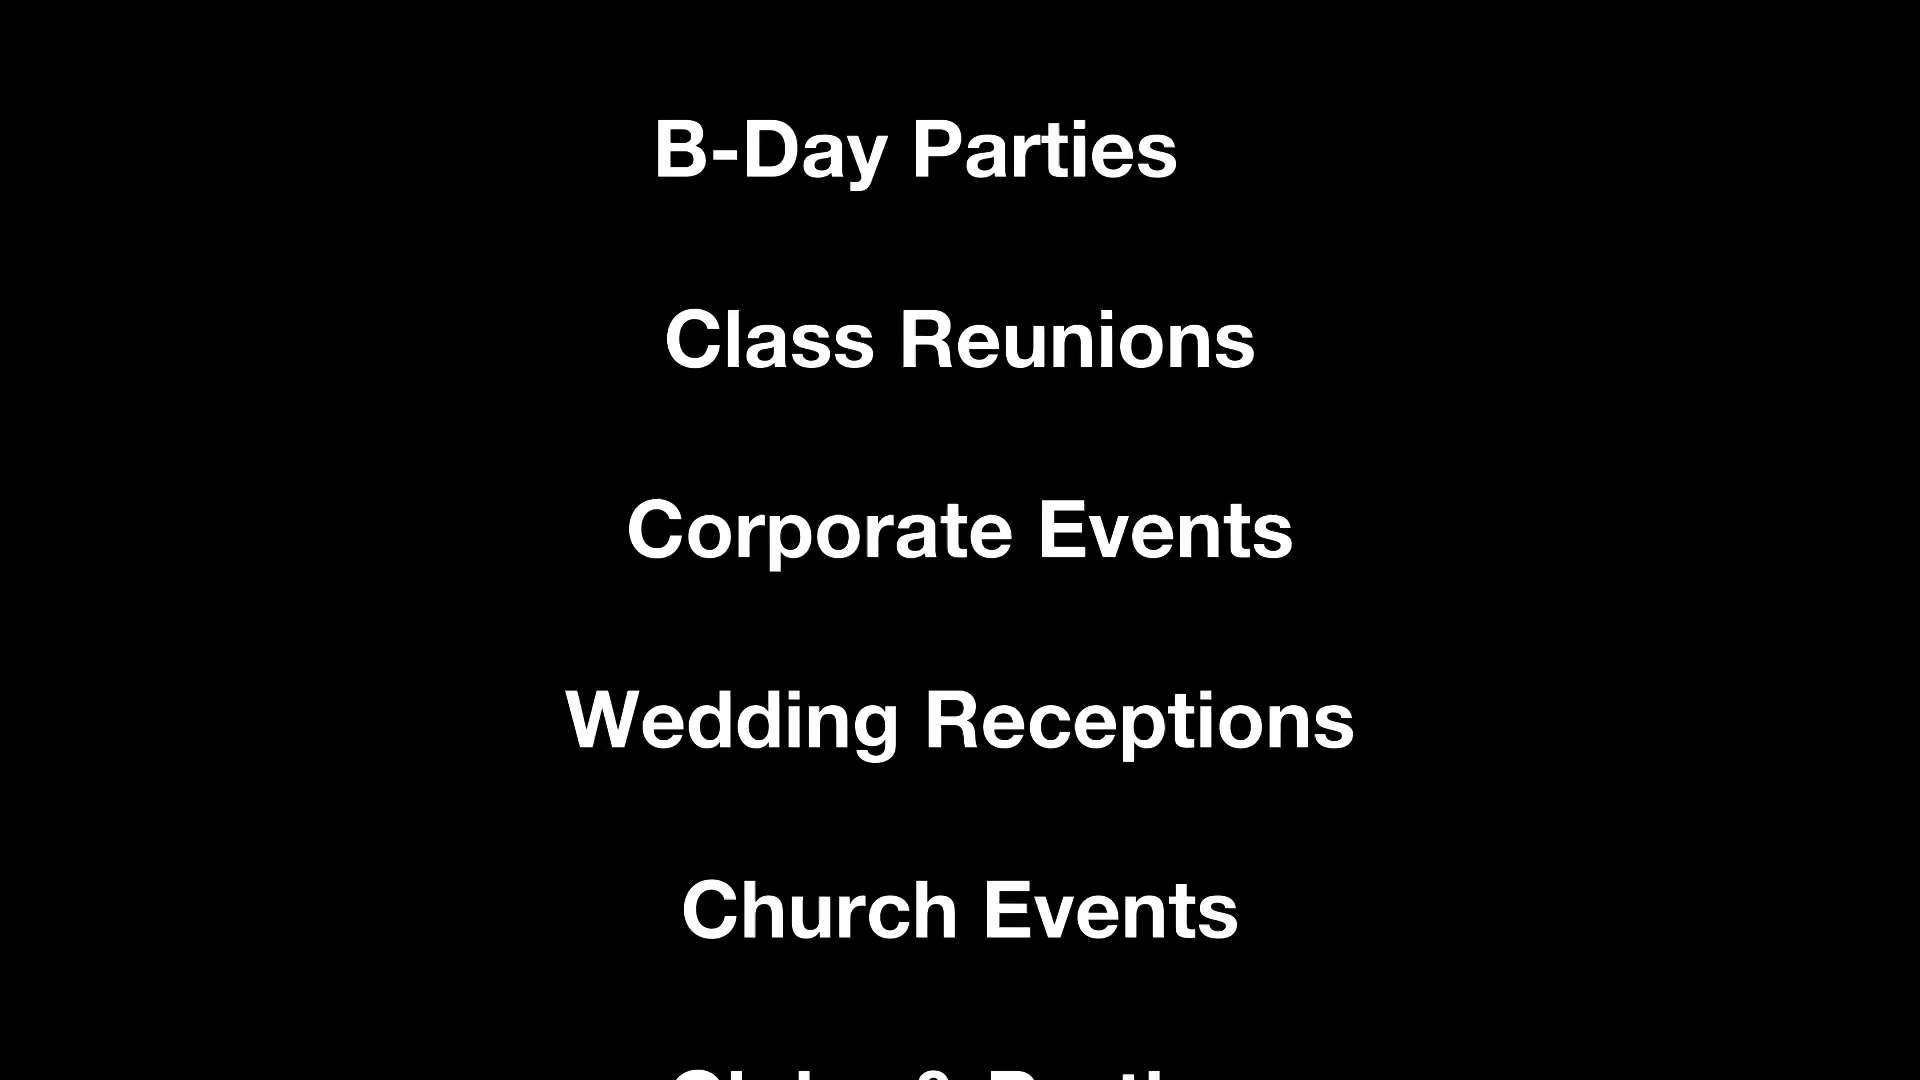 B-Day Parties
Class Reunions
Corporate Events
Wedding Receptions
Church Events